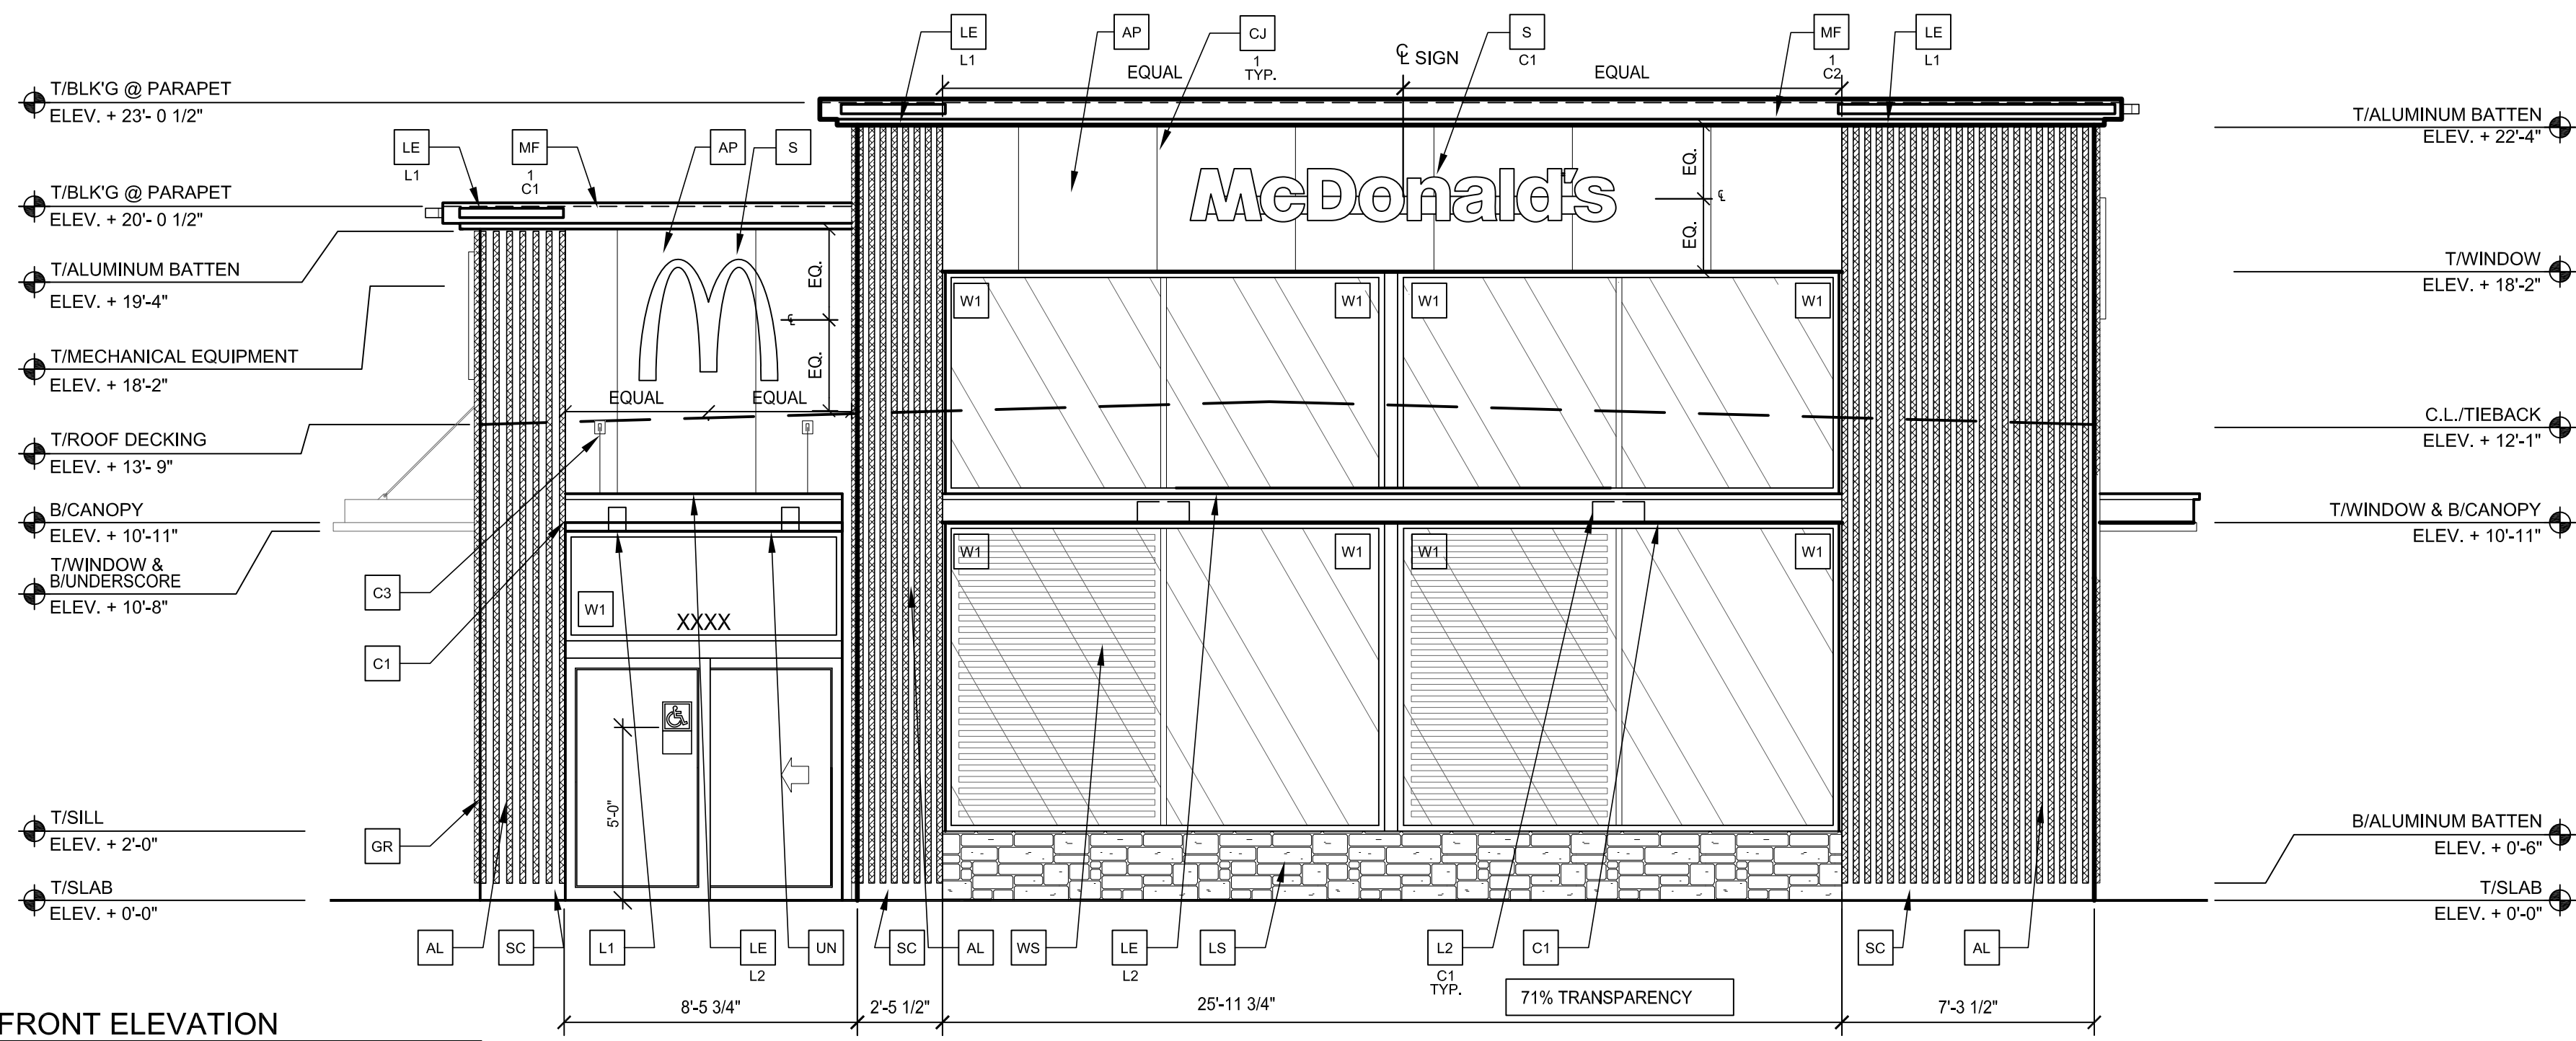 LE
L1
AP
CJ
1
TYP.
℄ SIGN
S
C1
MF
1
C2
LE
L1
EQUAL
EQUAL
T/BLK'G @ PARAPET
ELEV. + 23'- 0 1/2"
T/BLK'G @ PARAPET
ELEV. + 20'- 0 1/2"
T/ALUMINUM BATTEN
ELEV. + 19'-4"
T/MECHANICAL EQUIPMENT
ELEV. + 18'-2"
T/ROOF DECKING
ELEV. + 13'- 9"
B/CANOPY
ELEV. + 10'-11"
T/WINDOW &
B/UNDERSCORE
ELEV. + 10'-8"
T/SILL
ELEV. + 2'-0"
T/SLAB
ELEV. + 0'-0"
LE
L1
MF
1
C1
AP
S
EQ.
℄
EQ.
EQUAL
EQUAL
McDonald's
EQ.
℄
EQ.
W1
W1
W1
W1
W1
W1
W1
W1
C3
C1
GR
W1
XXXX
5'-0"
T/ALUMINUM BATTEN
ELEV. + 22'-4"
T/WINDOW
ELEV. + 18'-2"
C.L./TIEBACK
ELEV. + 12'-1"
T/WINDOW & B/CANOPY
ELEV. + 10'-11"
B/ALUMINUM BATTEN
ELEV. + 0'-6"
T/SLAB
ELEV. + 0'-0"
AL
SC
L1
LE
L2
UN
SC
AL
WS
LE
L2
LS
L2
C1
TYP.
C1
SC
AL
71% TRANSPARENCY
8'-5 3/4"
2'-5 1/2"
25'-11 3/4"
7'-3 1/2"
FRONT ELEVATION